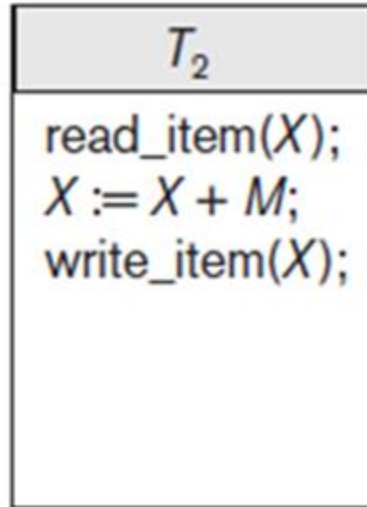 T₂
read_item(X);
X := X + M;
write_item(X);